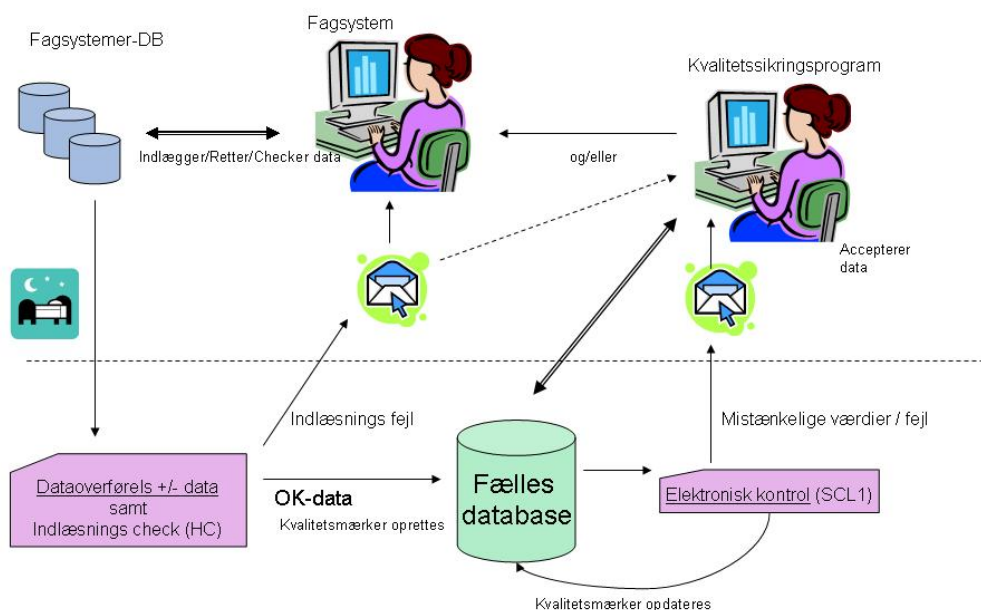 Fagsystem
Fagsystemer-DB
Kvalitetssikringsprogram
Indlægger/Retter/Checker data
og/eller
Accepterer
data
Indlæsnings fejl
Mistænkelige værdier / fejl
Dataoverførels +/- data
samt
Indlæsnings check (HC)
OK-data
Kvalitetsmærker oprettes
Fælles
database
Elektronisk kontrol (SCL1)
Kvalitetsmærker opdateres